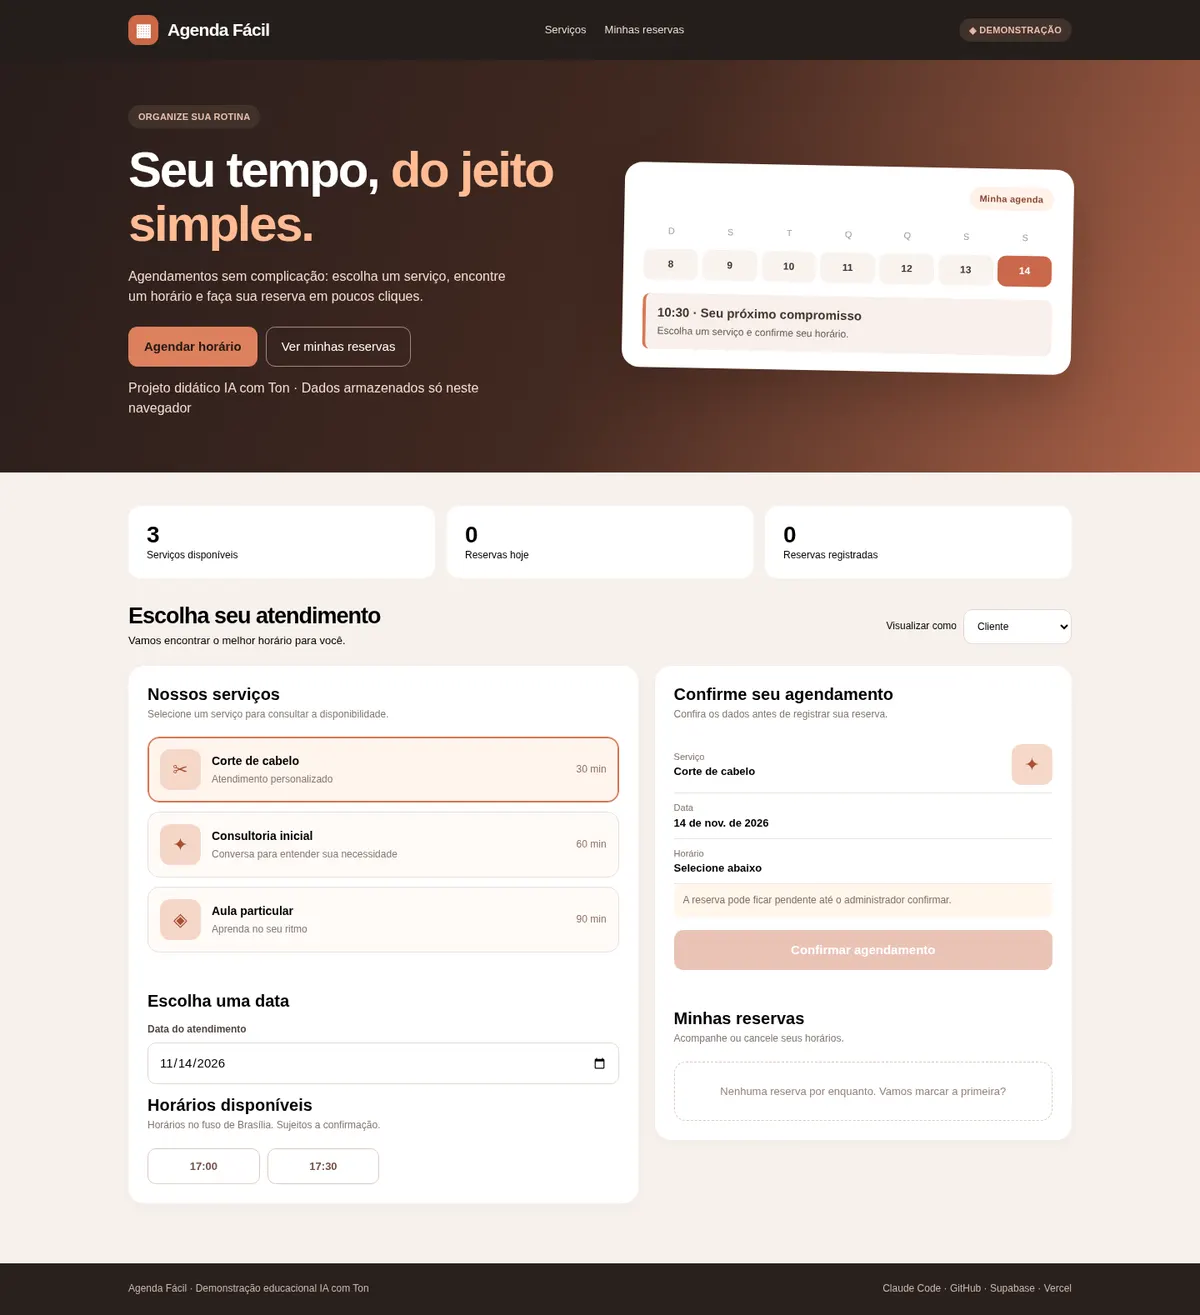 Agenda Fácil
Serviços
Minhas reservas
◈ DEMONSTRAÇÃO
ORGANIZE SUA ROTINA
Seu tempo, do jeito
simples.
Agendamentos sem complicação: escolha um serviço, encontre
um horário e faça sua reserva em poucos cliques.
Agendar horário
Ver minhas reservas
Projeto didático IA com Ton · Dados armazenados só neste
navegador
Minha agenda
D S T Q Q S S
8 9 10 11 12 13 14
10:30 · Seu próximo compromisso
Escolha um serviço e confirme seu horário.
3
Serviços disponíveis
0
Reservas hoje
0
Reservas registradas
Escolha seu atendimento
Vamos encontrar o melhor horário para você.
Visualizar como
Cliente
Nossos serviços
Selecione um serviço para consultar a disponibilidade.
Corte de cabelo
Atendimento personalizado
30 min
Consultoria inicial
Conversa para entender sua necessidade
60 min
Aula particular
Aprenda no seu ritmo
90 min
Escolha uma data
Data do atendimento
11/14/2026
Horários disponíveis
Horários no fuso de Brasília. Sujeitos a confirmação.
17:00
17:30
Confirme seu agendamento
Confira os dados antes de registrar sua reserva.
Serviço
Corte de cabelo
Data
14 de nov. de 2026
Horário
Selecione abaixo
A reserva pode ficar pendente até o administrador confirmar.
Confirmar agendamento
Minhas reservas
Acompanhe ou cancele seus horários.
Nenhuma reserva por enquanto. Vamos marcar a primeira?
Agenda Fácil · Demonstração educacional IA com Ton
Claude Code · GitHub · Supabase · Vercel